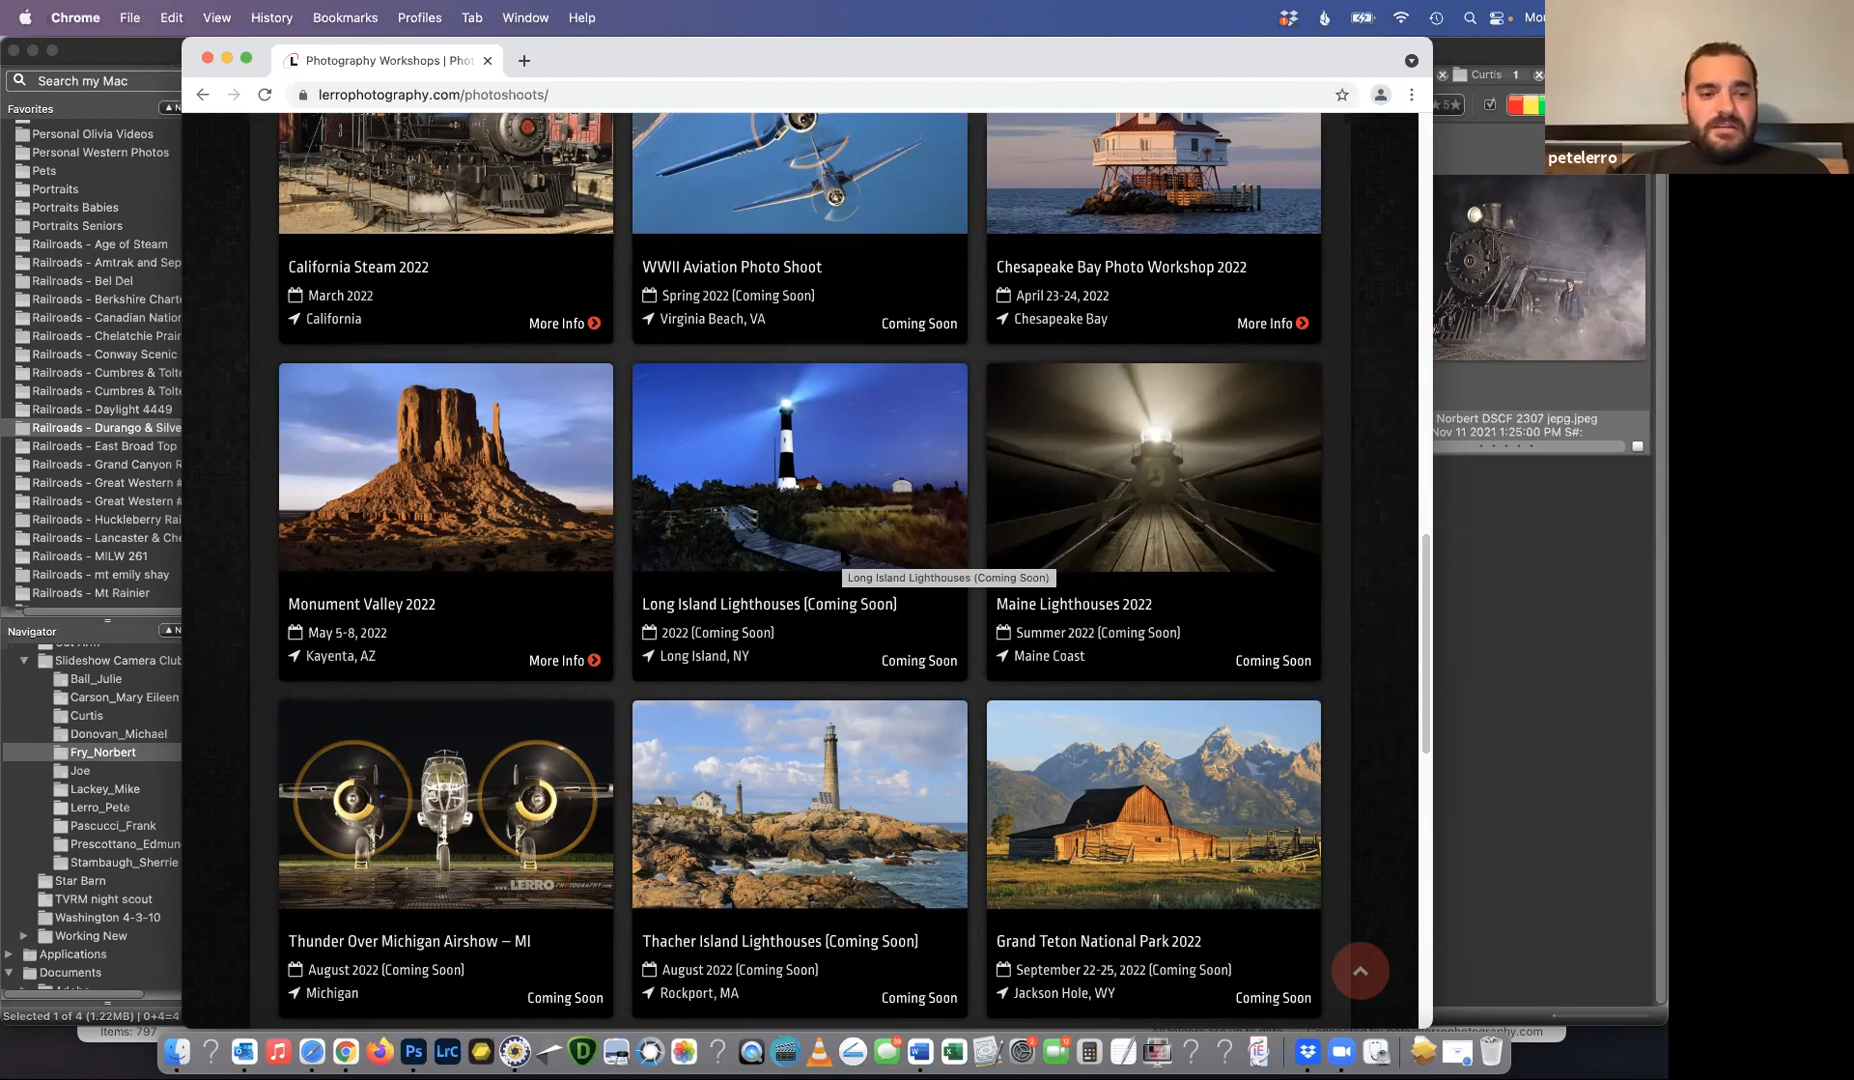 Chrome File Edit View History Bookmarks Profiles Tab Window Help
Search my Mac
Photography Workshops | Pho
Curtis 1
Favorites
lerrophotography.com/photoshoots/
5
petelerro
Personal Olivia Videos
Personal Western Photos
Pets
Portraits
Portraits Babies
Portraits Seniors
Railroads - Age of Steam
Railroads - Amtrak and Sep
Railroads - Bel Del
Railroads - Berkshire Charte
Railroads - Canadian Nation
Railroads - Chelatchie Prair
Railroads - Conway Scenic
Railroads - Cumbres & Tolte
Railroads - Cumbres & Tolt
Railroads - Daylight 4449
Railroads - Durango & Silve
Railroads - East Broad Top
Railroads - Grand Canyon R
Railroads - Great Western #
Railroads - Great Western #
Railroads - Huckleberry Rai
Railroads - Lancaster & Che
Railroads - MILW 261
Railroads - mt emily shay
Railroads - Mt Rainier
Navigator
Slideshow Camera Club
Bail_Julie
Carson_Mary Eileen
Curtis
Donovan_Michael
Fry_Norbert
Joe
Lackey_Mike
Lerro_Pete
Pascucci_Frank
Prescottano_Edmun
Stambaugh_Sherrie
Star Barn
TVRM night scout
Washington 4-3-10
Working New
Applications
Documents
Selected 1 of 4 (1.22MB) 0+4=4
Items: 797
California Steam 2022
March 2022
California
More Info
WWII Aviation Photo Shoot
Spring 2022 (Coming Soon)
Virginia Beach, VA
Coming Soon
Chesapeake Bay Photo Workshop 2022
April 23-24, 2022
Chesapeake Bay
More Info
Monument Valley 2022
May 5-8, 2022
Kayenta, AZ
More Info
Long Island Lighthouses (Coming Soon)
Long Island Lighthouses (Coming Soon)
2022 (Coming Soon)
Long Island, NY
Coming Soon
Maine Lighthouses 2022
Summer 2022 (Coming Soon)
Maine Coast
Coming Soon
www.LERROPHOTOGRAPHY.com
Thunder Over Michigan Airshow – MI
August 2022 (Coming Soon)
Michigan
Coming Soon
Thacher Island Lighthouses (Coming Soon)
August 2022 (Coming Soon)
Rockport, MA
Coming Soon
Grand Teton National Park 2022
September 22-25, 2022 (Coming Soon)
Jackson Hole, WY
Coming Soon
Norbert DSCF 2307 jepg.jpeg
Nov 11 2021 1:25:00 PM S#:
Ps LrC